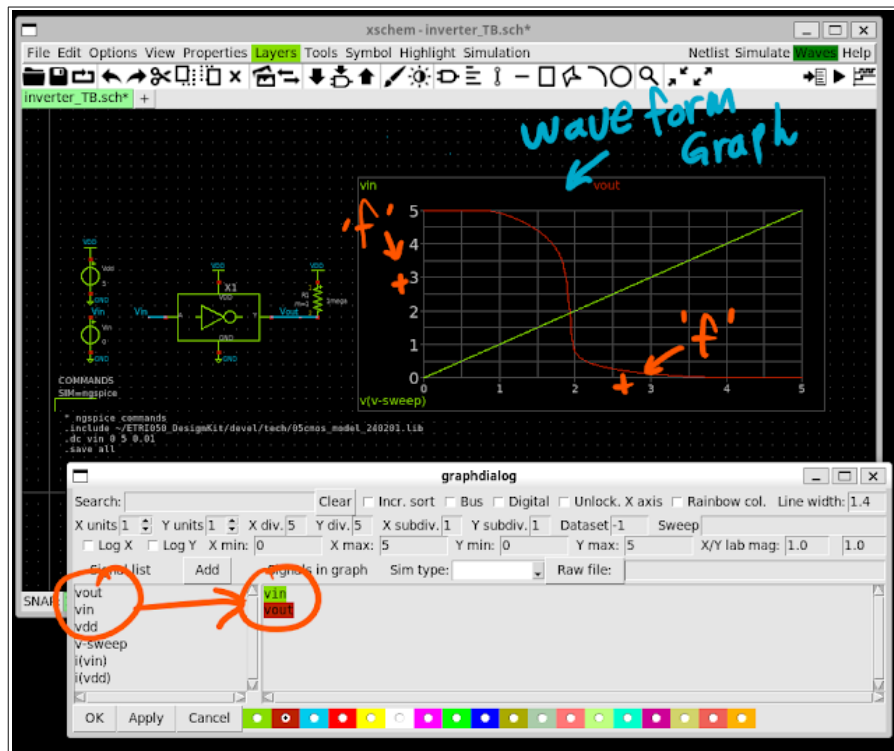 xschem - inverter_TB.sch*
File Edit Options View Properties Layers Tools Symbol Highlight Simulation Netlist Simulate Waves Help
inverter_TB.sch* +
Waveform
Graph
vin vout
'f'
5
4
3
2
1
0
0 1 2 3 4 5
'f'
v(v-sweep)
VDD
Vdd
5
GND
Vin
Vin
0
GND
VDD
X1
VDD
Vin A Y Vout
GND
GND
VDD
R1
m=1
1mega
COMMANDS
SIM=ngspice
* ngspice commands
.include ~/ETRI050_DesignKit/devel/tech/05cmos_model_240201.lib
.dc vin 0 5 0.01
.save all
graphdialog
Search: Clear Incr. sort Bus Digital Unlock. X axis Rainbow col. Line width: 1.4
X units 1 Y units 1 X div. 5 Y div. 5 X subdiv. 1 Y subdiv. 1 Dataset -1 Sweep
Log X Log Y X min: 0 X max: 5 Y min: 0 Y max: 5 X/Y lab mag: 1.0 1.0
Signal list Add Signals in graph Sim type: Raw file:
vout
vin
vdd
v-sweep
i(vin)
i(vdd)
vin
vout
SNAP
OK Apply Cancel